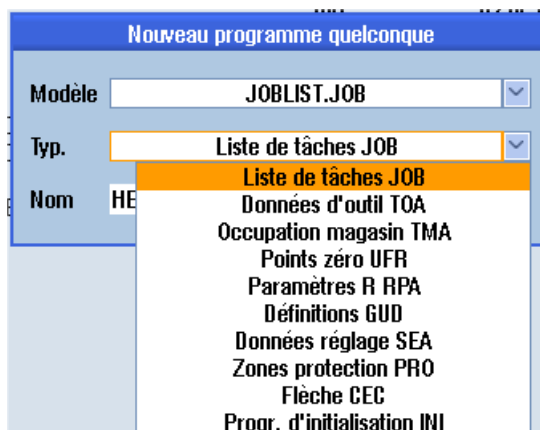 Nouveau programme quelconque
Modèle JOBLIST.JOB
Typ. Liste de tâches JOB
Liste de tâches JOB
Nom HE
Données d'outil TOA
Occupation magasin TMA
Points zéro UFR
Paramètres R RPA
Définitions GUD
Données réglage SEA
Zones protection PRO
Flèche CEC
Progr. d'initialisation INI